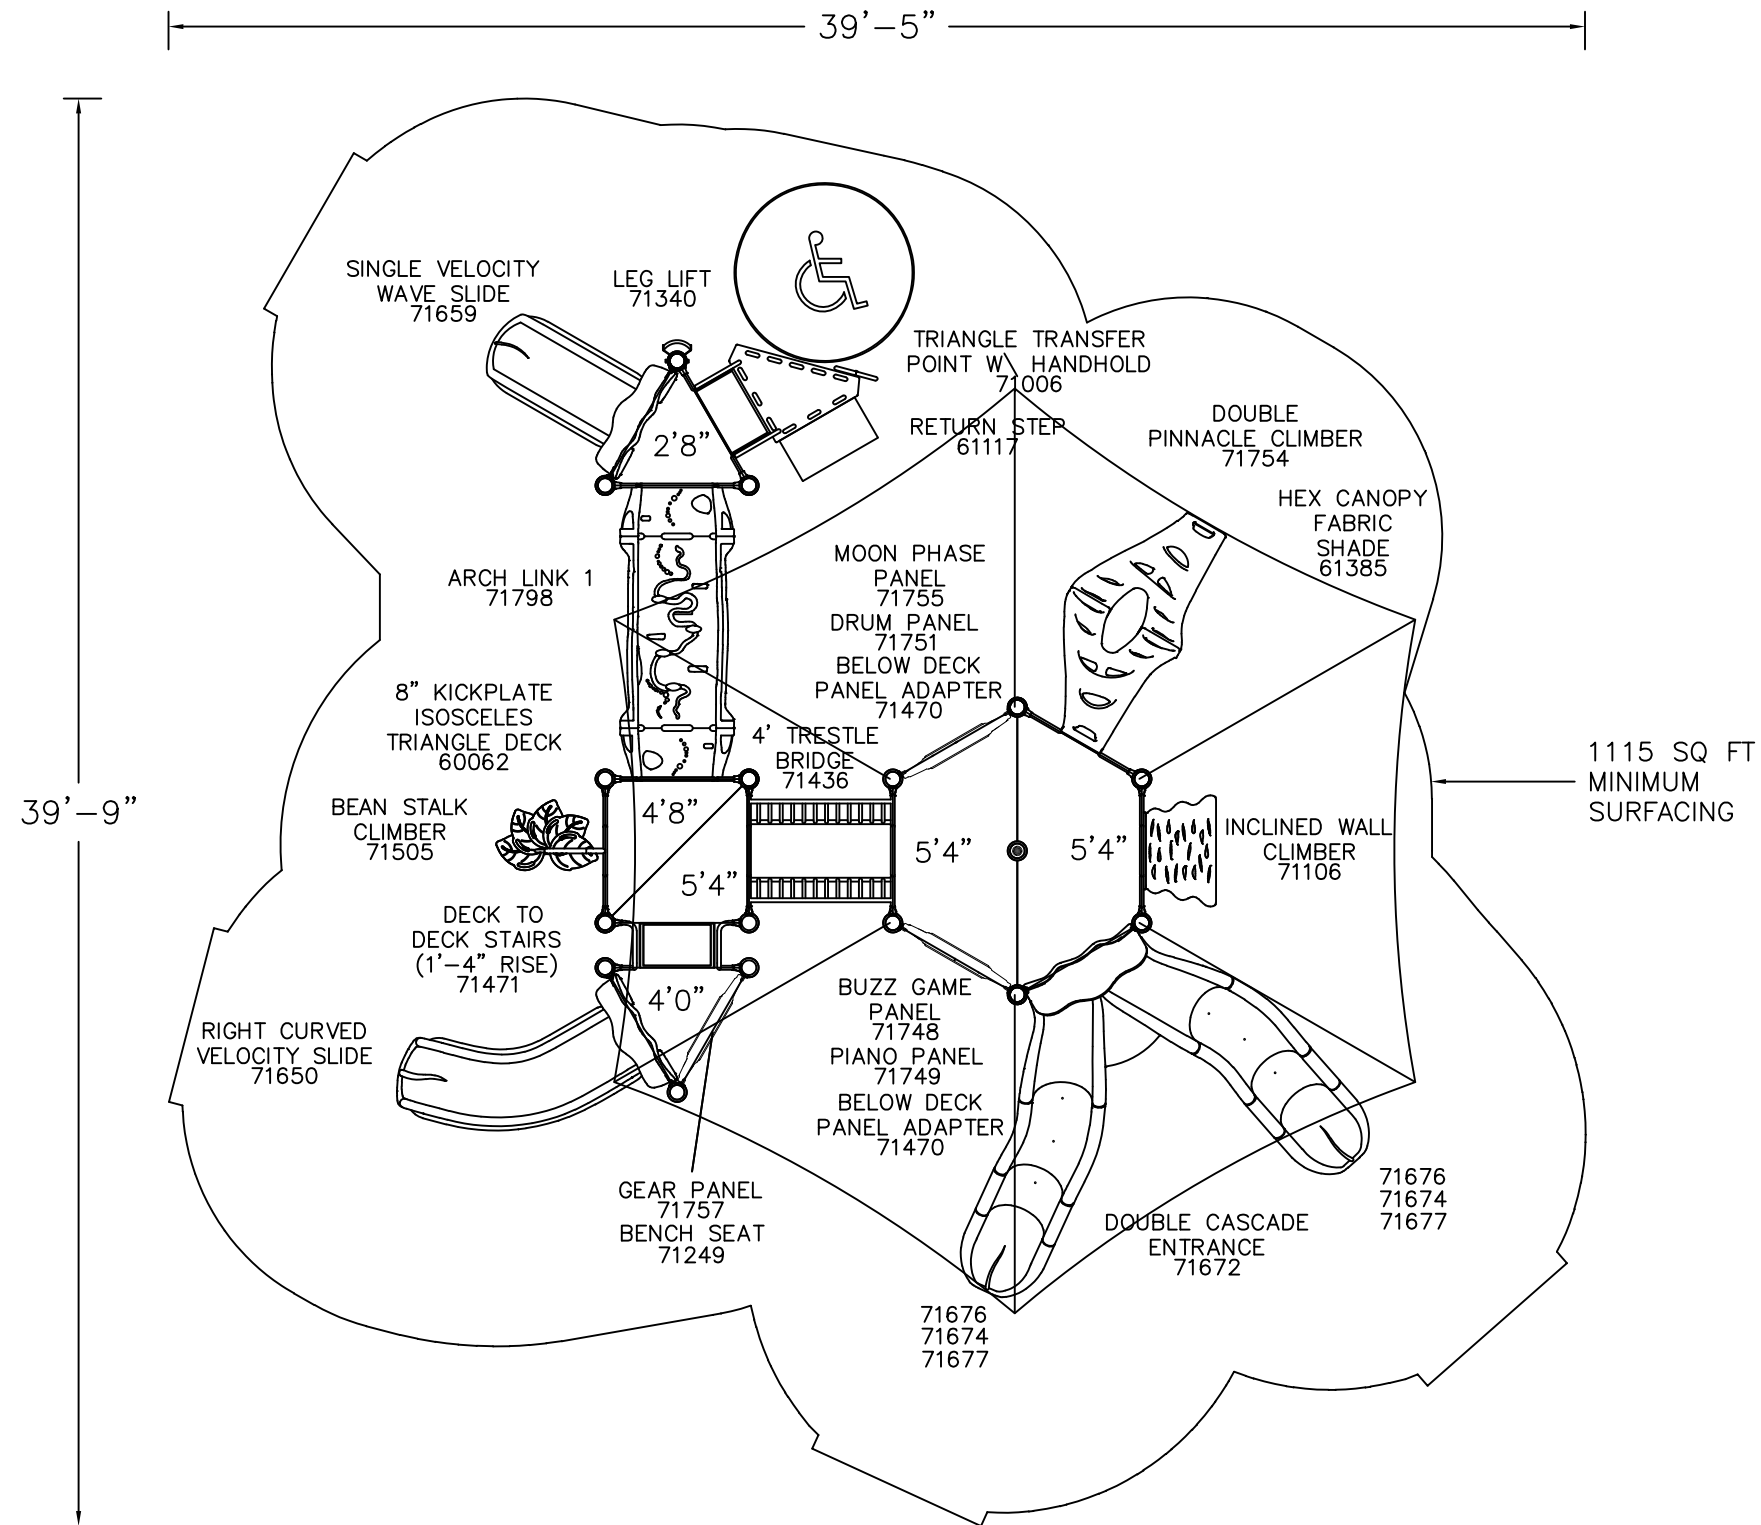 39'-5"
SINGLE VELOCITY
WAVE SLIDE
71659
LEG LIFT
71340
TRIANGLE TRANSFER
POINT W\ HANDHOLD
71006
RETURN STEP
61117
DOUBLE
PINNACLE CLIMBER
71754
HEX CANOPY
FABRIC
SHADE
61385
2'8"
ARCH LINK 1
71798
MOON PHASE
PANEL
71755
DRUM PANEL
71751
BELOW DECK
PANEL ADAPTER
71470
8" KICKPLATE
ISOSCELES
TRIANGLE DECK
60062
4' TRESTLE
BRIDGE
71436
39'-9"
BEAN STALK
CLIMBER
71505
4'8"
5'4"
5'4"
5'4"
INCLINED WALL
CLIMBER
71106
1115 SQ FT
MINIMUM
SURFACING
DECK TO
DECK STAIRS
(1'-4" RISE)
71471
4'0"
RIGHT CURVED
VELOCITY SLIDE
71650
BUZZ GAME
PANEL
71748
PIANO PANEL
71749
BELOW DECK
PANEL ADAPTER
71470
GEAR PANEL
71757
BENCH SEAT
71249
DOUBLE CASCADE
ENTRANCE
71672
71676
71674
71677
71676
71674
71677